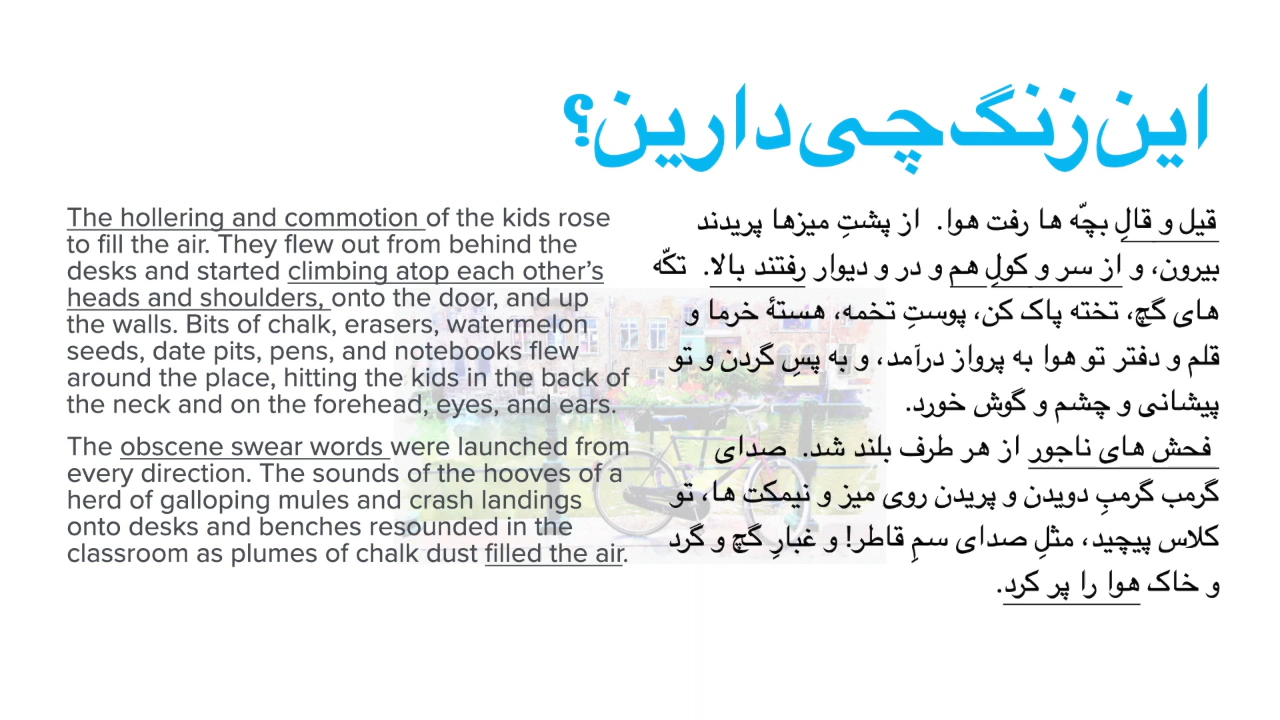 این زنگ چی دارین؟
The hollering and commotion of the kids rose
to fill the air. They flew out from behind the
desks and started climbing atop each other’s
heads and shoulders, onto the door, and up
the walls. Bits of chalk, erasers, watermelon
seeds, date pits, pens, and notebooks flew
around the place, hitting the kids in the back of
the neck and on the forehead, eyes, and ears.
The obscene swear words were launched from
every direction. The sounds of the hooves of a
herd of galloping mules and crash landings
onto desks and benches resounded in the
classroom as plumes of chalk dust filled the air.
قیل و قالِ بچّه ها رفت هوا. از پشتِ میزها پریدند
بیرون، و از سر و کولِ هم و در و دیوار رفتند بالا. تکّه
های گچ، تخته پاک کن، پوستِ تخمه، هستهٔ خرما و
قلم و دفتر تو هوا به پرواز درآمد، و به پسِ گردن و تو
پیشانی و چشم و گوش خورد.
فحش های ناجور از هر طرف بلند شد. صدای
گرمب گرمبِ دویدن و پریدن روی میز و نیمکت ها، تو
کلاس پیچید، مثلِ صدای سمِ قاطر! و غبارِ گچ و گرد
و خاک هوا را پر کرد.